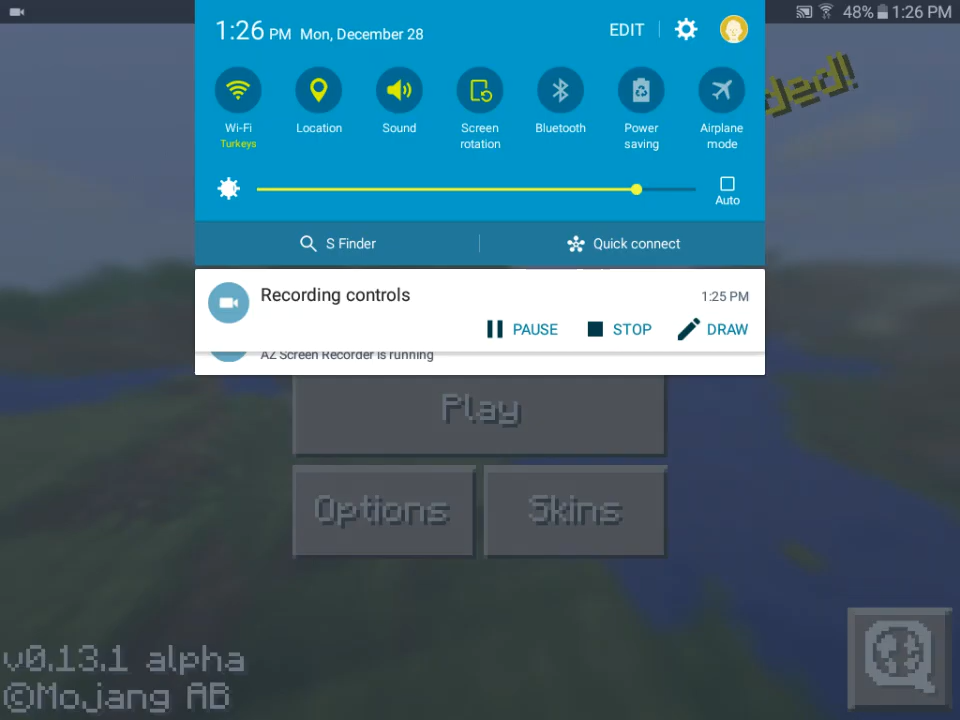 48% 1:26 PM
1:26 PM Mon, December 28 EDIT
Wi-Fi
Turkeys
Location
Sound
Screen
rotation
Bluetooth
Power
saving
Airplane
mode
Auto
S Finder Quick connect
Recording controls 1:25 PM
PAUSE STOP DRAW
AZ Screen Recorder is running
Play
Options Skins
v0.13.1 alpha
©Mojang AB